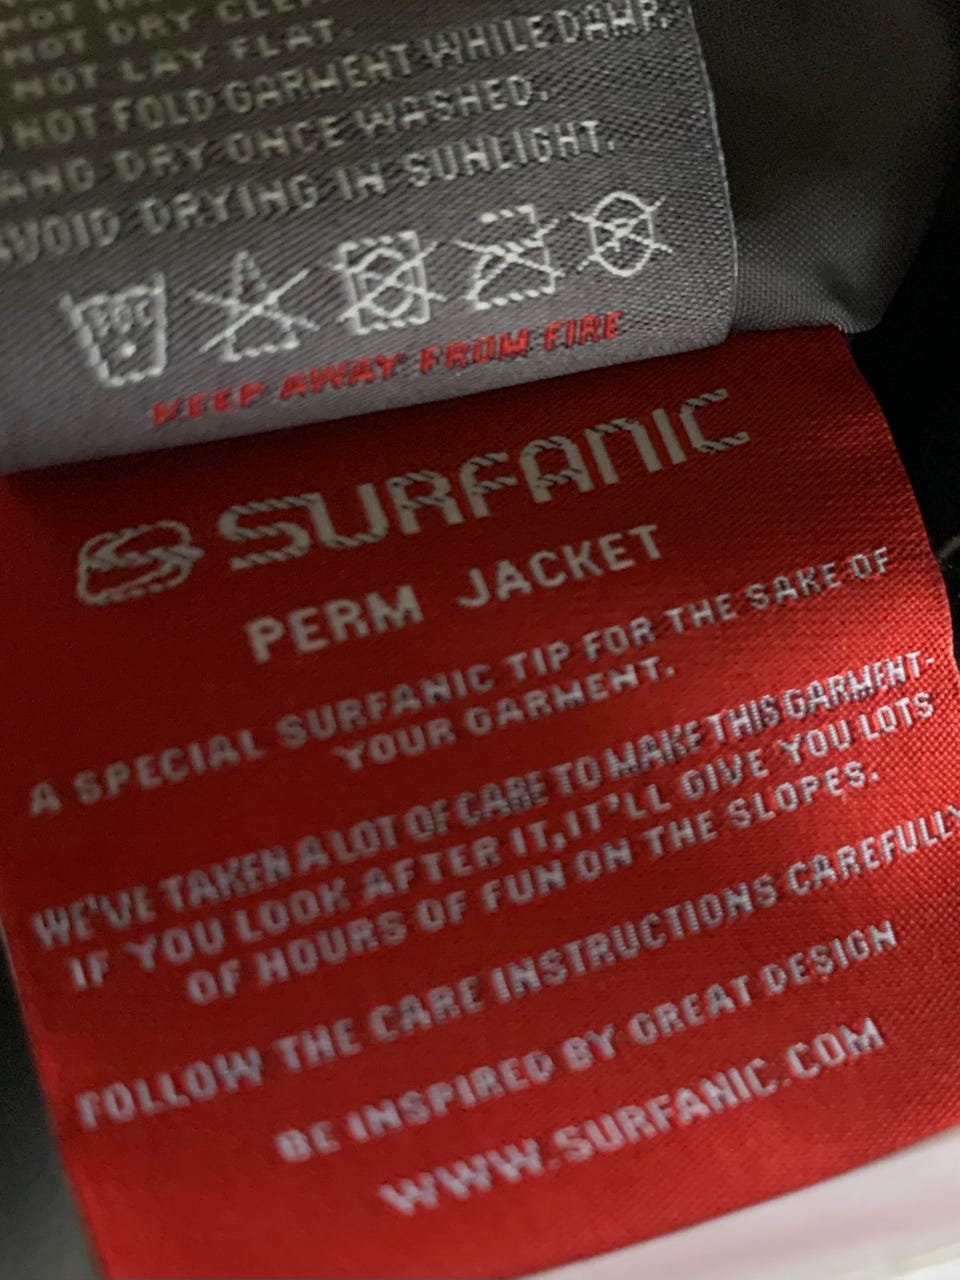 NOT DRY CLE
NOT LAY FLAT.
NOT FOLD GARMENT WHILE DAMP.
ANG DRY ONCE WASHED.
AVOID DRYING IN SUNLIGHT.
30C
P
KEEP AWAY FROM FIRE
SURFANIC
PERM JACKET
A SPECIAL SURFANIC TIP FOR THE SAKE OF
YOUR GARMENT.
WE'VE TAKEN A LOT OF CARE TO MAKE THIS GARMENT-
IF YOU LOOK AFTER IT, IT'LL GIVE YOU LOTS
OF HOURS OF FUN ON THE SLOPES.
FOLLOW THE CARE INSTRUCTIONS CAREFULLY
BE INSPIRED BY GREAT DESIGN
WWW.SURFANIC.COM